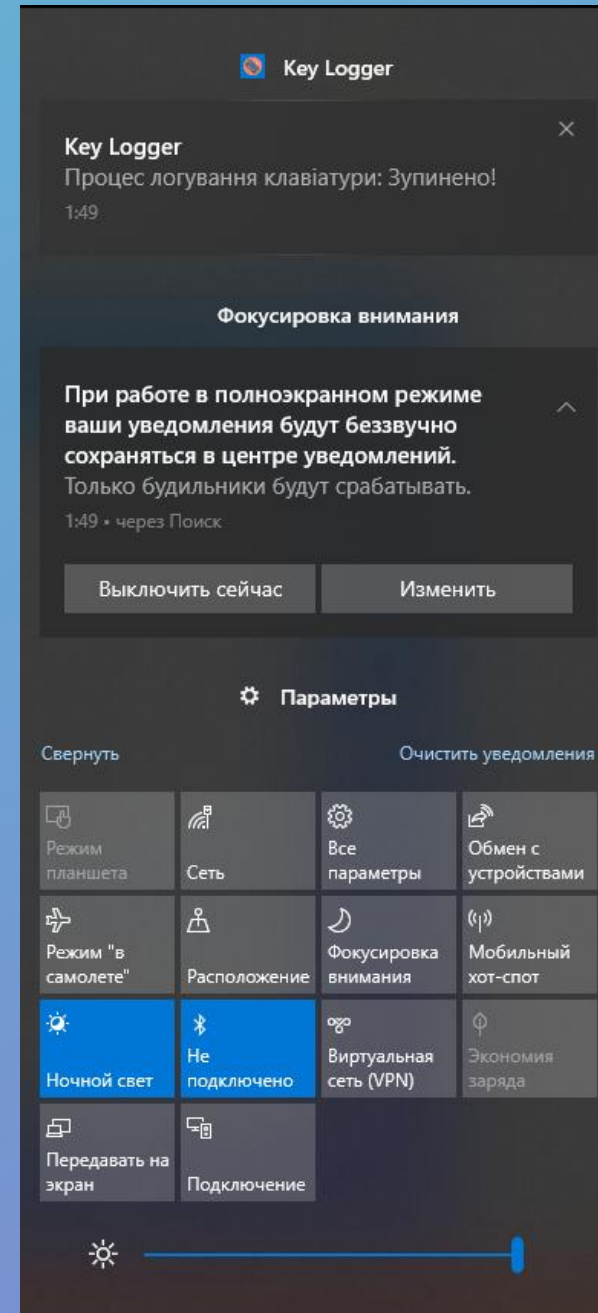 Key Logger
Key Logger
Процес логування клавіатури: Зупинено!
1:49
Фокусировка внимания
При работе в полноэкранном режиме
ваши уведомления будут беззвучно
сохраняться в центре уведомлений.
Только будильники будут срабатывать.
1:49 • через Поиск
Выключить сейчас
Изменить
Параметры
Свернуть
Очистить уведомления
Режим
планшета
Сеть
Все
параметры
Обмен с
устройствами
Режим "в
самолете"
Расположение
Фокусировка
внимания
Мобильный
хот-спот
Ночной свет
Не
подключено
Виртуальная
сеть (VPN)
Экономия
заряда
Передавать на
экран
Подключение